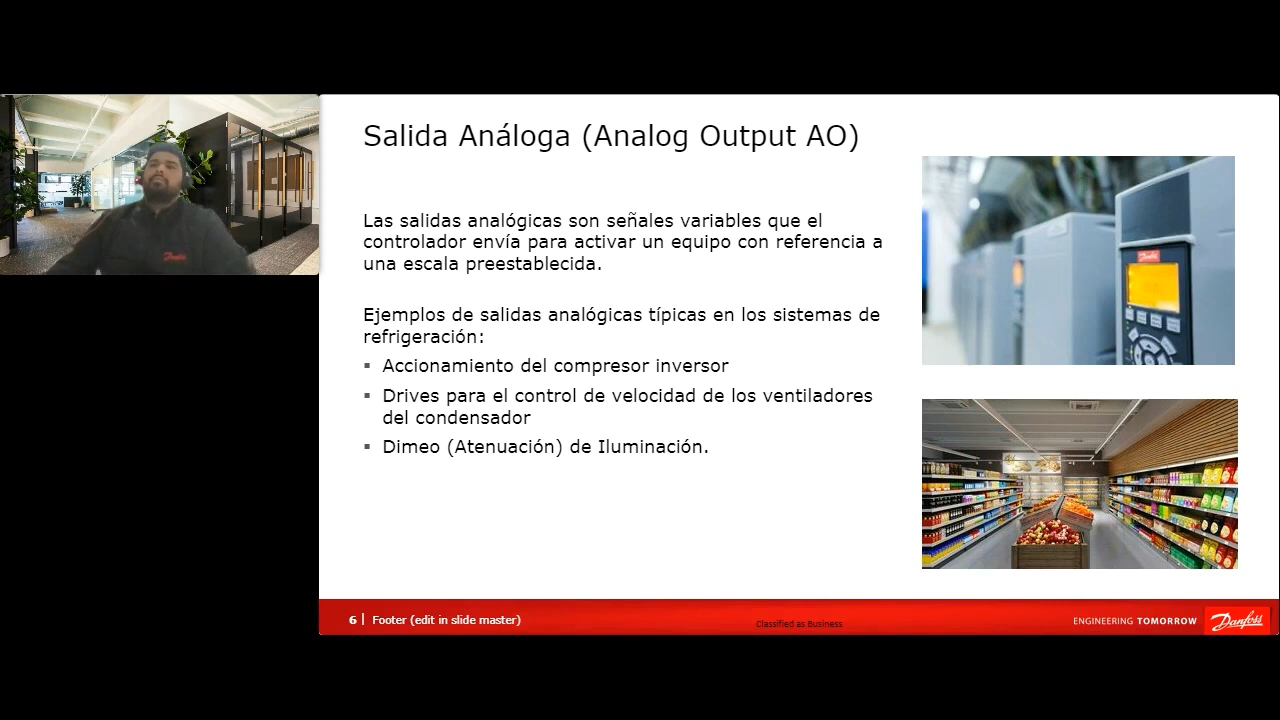 Salida Análoga (Analog Output AO)
Las salidas analógicas son señales variables que el
controlador envía para activar un equipo con referencia a
una escala preestablecida.
Ejemplos de salidas analógicas típicas en los sistemas de
refrigeración:
▪ Accionamiento del compresor inversor
▪ Drives para el control de velocidad de los ventiladores
del condensador
▪ Dimeo (Atenuación) de Iluminación.
6 | Footer (edit in slide master)
Classified as Business
ENGINEERING TOMORROW
Danfoss